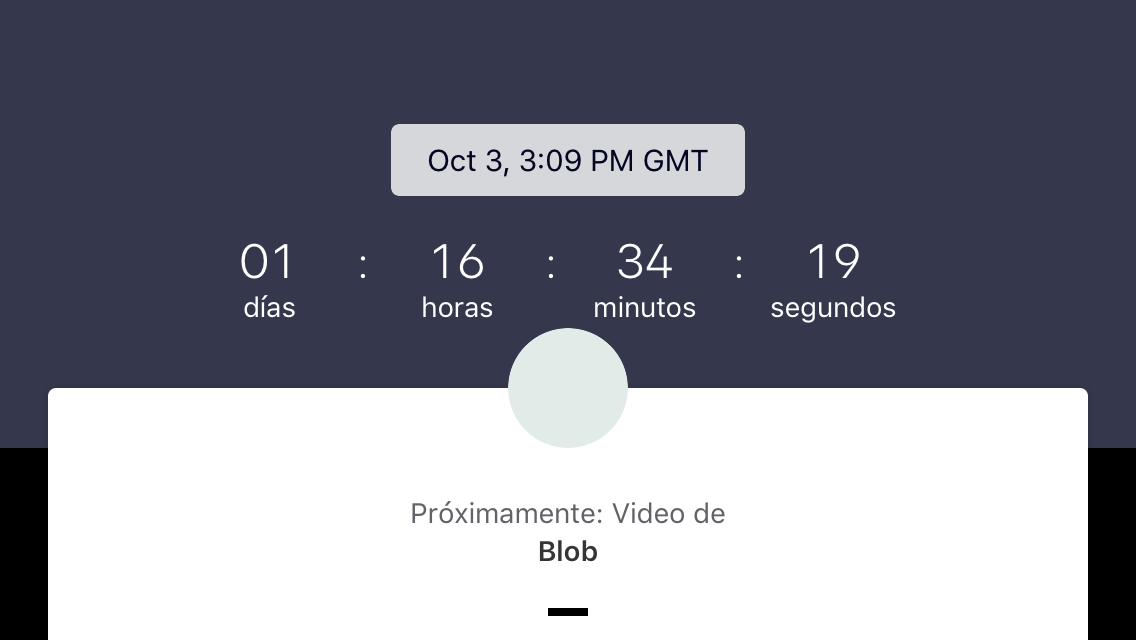 Oct 3, 3:09 PM GMT
01 : 16 : 34 : 19
días horas minutos segundos
Próximamente: Video de
Blob